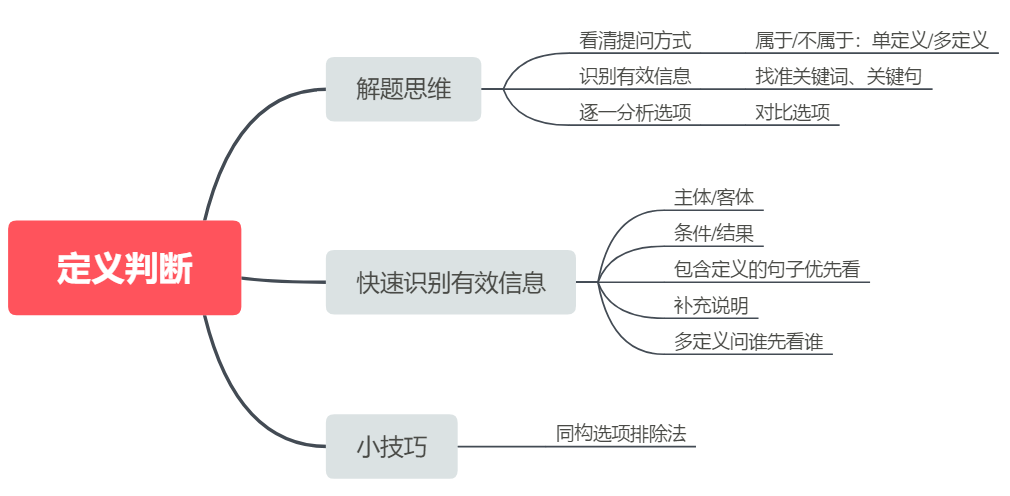 定义判断
解题思维
看清提问方式 属于/不属于：单定义/多定义
识别有效信息 找准关键词、关键句
逐一分析选项 对比选项
快速识别有效信息
主体/客体
条件/结果
包含定义的句子优先看
补充说明
多定义问谁先看谁
小技巧
同构选项排除法